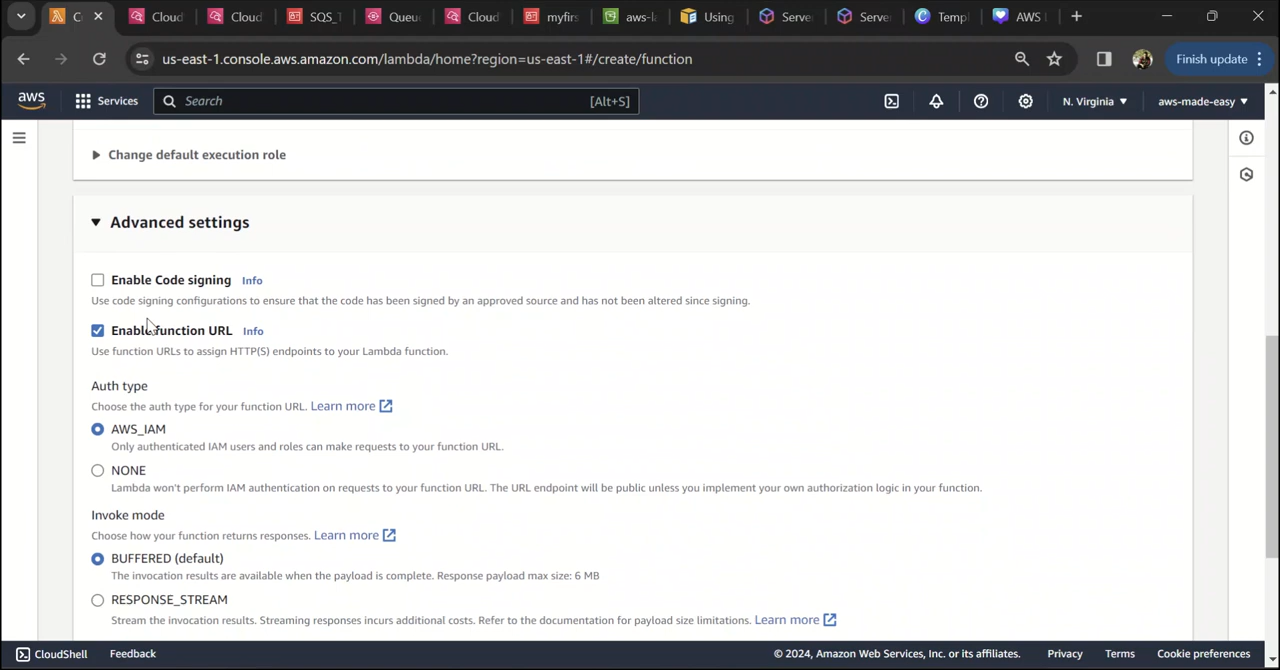 C
Cloud
Cloud
SQS_T
Queu
Cloud
myfirs
aws-la
Using
Serve
Serve
Templ
AWS
us-east-1.console.aws.amazon.com/lambda/home?region=us-east-1#/create/function
Finish update
aws
Services
Search
[Alt+S]
N. Virginia
aws-made-easy
Change default execution role
Advanced settings
Enable Code signing Info
Use code signing configurations to ensure that the code has been signed by an approved source and has not been altered since signing.
Enable function URL Info
Use function URLs to assign HTTP(S) endpoints to your Lambda function.
Auth type
Choose the auth type for your function URL. Learn more
AWS_IAM
Only authenticated IAM users and roles can make requests to your function URL.
NONE
Lambda won't perform IAM authentication on requests to your function URL. The URL endpoint will be public unless you implement your own authorization logic in your function.
Invoke mode
Choose how your function returns responses. Learn more
BUFFERED (default)
The invocation results are available when the payload is complete. Response payload max size: 6 MB
RESPONSE_STREAM
Stream the invocation results. Streaming responses incurs additional costs. Refer to the documentation for payload size limitations. Learn more
CloudShell
Feedback
© 2024, Amazon Web Services, Inc. or its affiliates.
Privacy
Terms
Cookie preferences